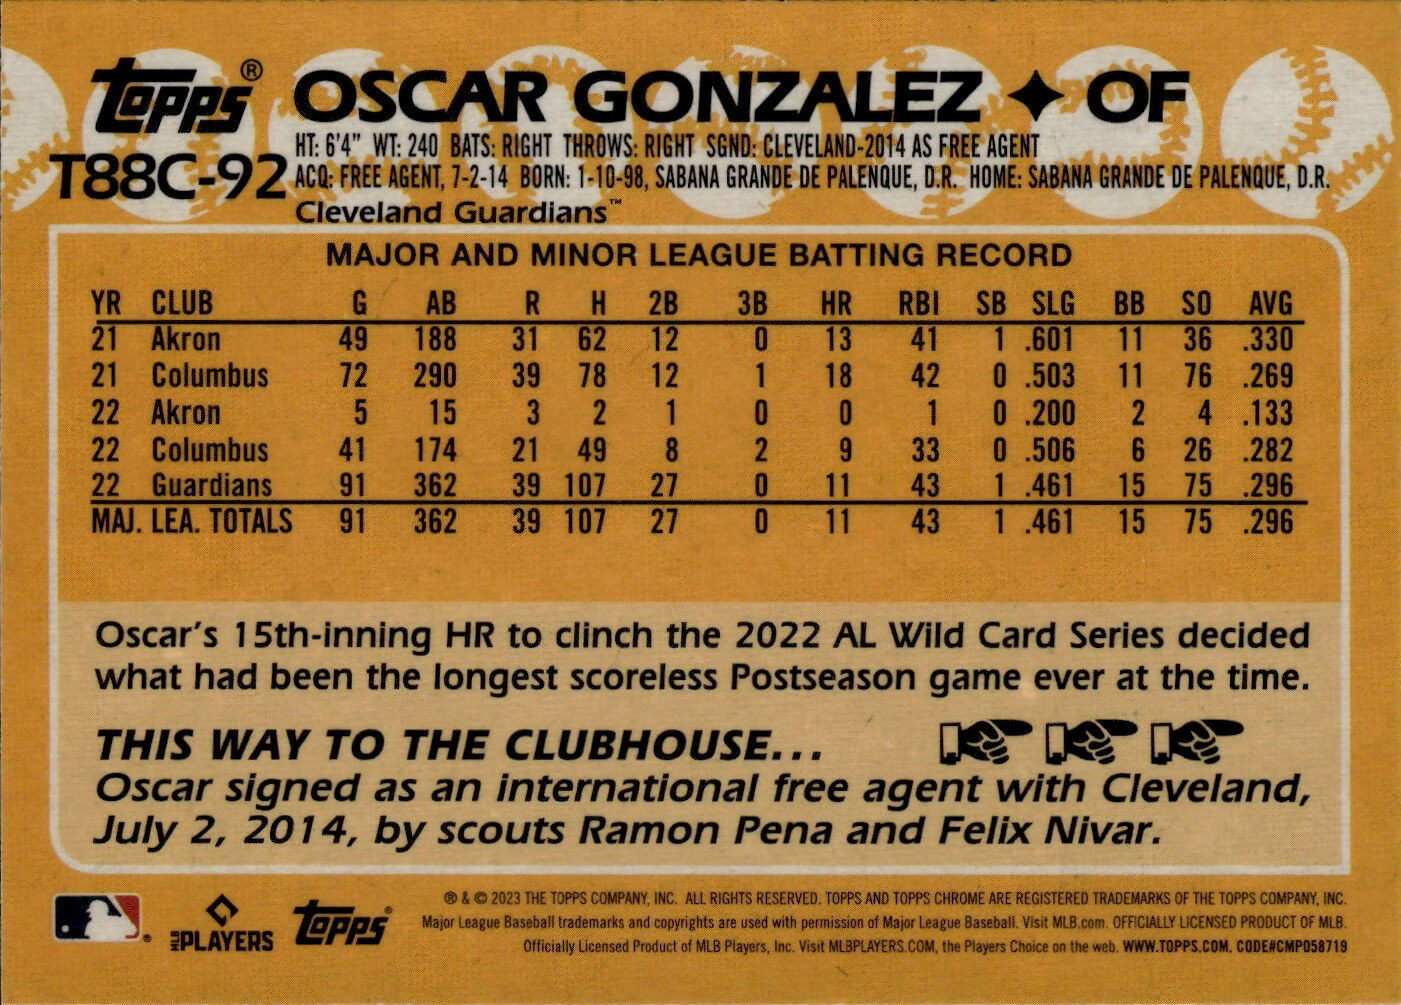 Topps® OSCAR GONZALEZ ✦ OF
T88C-92
HT: 6'4" WT: 240 BATS: RIGHT THROWS: RIGHT SGND: CLEVELAND-2014 AS FREE AGENT
ACQ: FREE AGENT, 7-2-14 BORN: 1-10-98, SABANA GRANDE DE PALENQUE, D.R. HOME: SABANA GRANDE DE PALENQUE, D.R.
Cleveland Guardians™
MAJOR AND MINOR LEAGUE BATTING RECORD
YR CLUB G AB R H 2B 3B HR RBI SB SLG BB SO AVG
21 Akron 49 188 31 62 12 0 13 41 1 .601 11 36 .330
21 Columbus 72 290 39 78 12 1 18 42 0 .503 11 76 .269
22 Akron 5 15 3 2 1 0 0 1 0 .200 2 4 .133
22 Columbus 41 174 21 49 8 2 9 33 0 .506 6 26 .282
22 Guardians 91 362 39 107 27 0 11 43 1 .461 15 75 .296
MAJ. LEA. TOTALS 91 362 39 107 27 0 11 43 1 .461 15 75 .296
Oscar's 15th-inning HR to clinch the 2022 AL Wild Card Series decided
what had been the longest scoreless Postseason game ever at the time.
THIS WAY TO THE CLUBHOUSE...
Oscar signed as an international free agent with Cleveland,
July 2, 2014, by scouts Ramon Pena and Felix Nivar.
® & © 2023 THE TOPPS COMPANY, INC. ALL RIGHTS RESERVED. TOPPS AND TOPPS CHROME ARE REGISTERED TRADEMARKS OF THE TOPPS COMPANY, INC.
Major League Baseball trademarks and copyrights are used with permission of Major League Baseball. Visit MLB.com. OFFICIALLY LICENSED PRODUCT OF MLB.
Officially Licensed Product of MLB Players, Inc. Visit MLBPLAYERS.COM, the Players Choice on the web. WWW.TOPPS.COM. CODE#CMP058719
MLB PLAYERS
Topps®